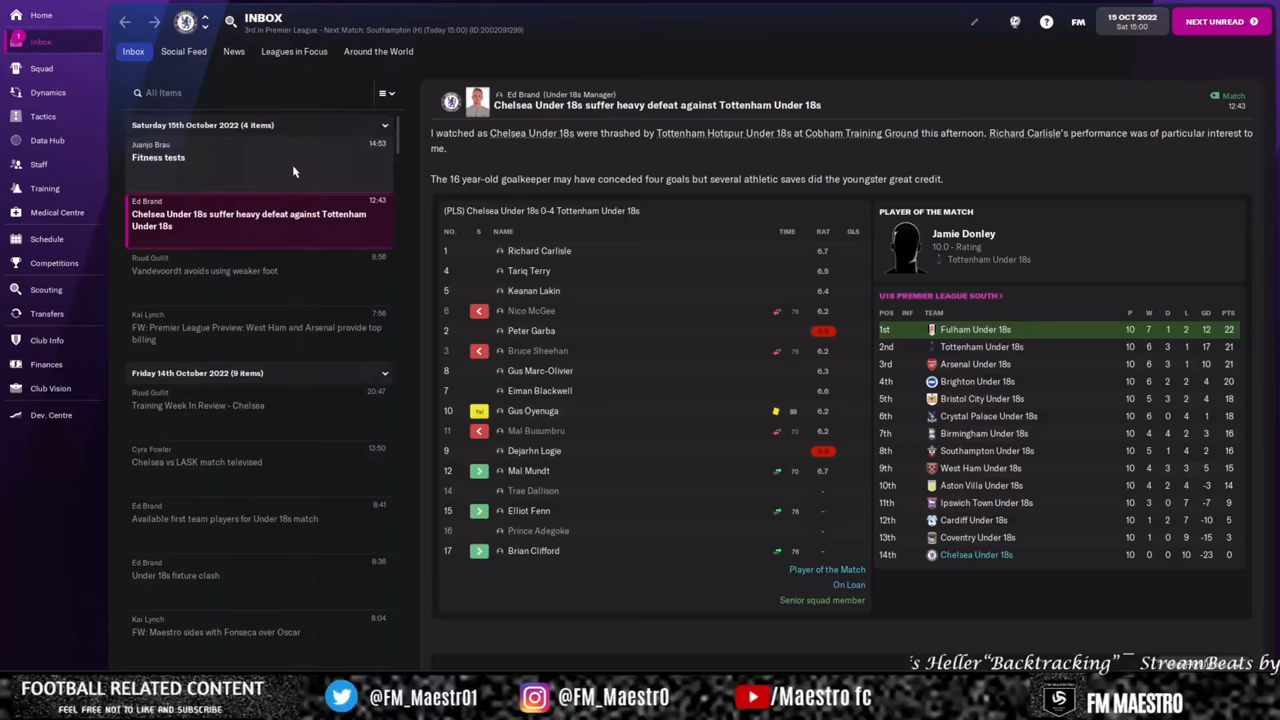 Home
1
Inbox
Squad
Dynamics
Tactics
Data Hub
Staff
Training
Medical Centre
Schedule
Competitions
Scouting
Transfers
Club Info
Finances
Club Vision
Dev. Centre
INBOX
3rd in Premier League - Next Match: Southampton (H) (Today 15:00) (ID:2002091299)
FM
15 OCT 2022
Sat 15:00
NEXT UNREAD
Inbox Social Feed News Leagues in Focus Around the World
All Items
Saturday 15th October 2022 (4 items)
Juanjo Brau 14:53
Fitness tests
Ed Brand 12:43
Chelsea Under 18s suffer heavy defeat against Tottenham
Under 18s
Ruud Gullit 8:56
Vandevoordt avoids using weaker foot
Kai Lynch 7:56
FW: Premier League Preview: West Ham and Arsenal provide top
billing
Friday 14th October 2022 (9 items)
Ruud Gullit 20:47
Training Week In Review - Chelsea
Cyra Fowler 13:50
Chelsea vs LASK match televised
Ed Brand 8:41
Available first team players for Under 18s match
Ed Brand 8:36
Under 18s fixture clash
Kai Lynch 8:04
FW: Maestro sides with Fonseca over Oscar
Ed Brand (Under 18s Manager)
Chelsea Under 18s suffer heavy defeat against Tottenham Under 18s
Match
12:43
I watched as Chelsea Under 18s were thrashed by Tottenham Hotspur Under 18s at Cobham Training Ground this afternoon. Richard Carlisle's performance was of particular interest to
me.
The 16 year-old goalkeeper may have conceded four goals but several athletic saves did the youngster great credit.
(PLS) Chelsea Under 18s 0-4 Tottenham Under 18s
NO. S NAME TIME RAT GLS
1 Richard Carlisle 6.7
4 Tariq Terry 6.5
5 Keanan Lakin 6.4
6 Nico McGee 76 6.2
2 Peter Garba
3 Bruce Sheehan 76 6.2
8 Gus Marc-Olivier 6.3
7 Eiman Blackwell 6.6
10 Yel Gus Oyenuga 88 6.2
11 Mal Busumbru 70 6.2
9 Dejarhn Logie
12 Mal Mundt 70 6.7
14 Trae Dallison -
15 Elliot Fenn 76 -
16 Prince Adegoke -
17 Brian Clifford 76 -
Player of the Match
On Loan
Senior squad member
PLAYER OF THE MATCH
Jamie Donley
10.0 - Rating
Tottenham Under 18s
U18 PREMIER LEAGUE SOUTH >
POS INF TEAM P W D L GD PTS
1st Fulham Under 18s 10 7 1 2 12 22
2nd Tottenham Under 18s 10 6 3 1 17 21
3rd Arsenal Under 18s 10 6 3 1 10 21
4th Brighton Under 18s 10 6 2 2 4 20
5th Bristol City Under 18s 10 5 3 2 4 18
6th Crystal Palace Under 18s 10 6 0 4 1 18
7th Birmingham Under 18s 10 4 4 2 3 16
8th Southampton Under 18s 10 5 1 4 2 16
9th West Ham Under 18s 10 4 3 3 5 15
10th Aston Villa Under 18s 10 4 2 4 -3 14
11th Ipswich Town Under 18s 10 3 0 7 -7 9
12th Cardiff Under 18s 10 1 2 7 -10 5
13th Coventry Under 18s 10 1 0 9 -15 3
14th Chelsea Under 18s 10 0 0 10 -23 0
s Heller "Backtracking" StreamBeats by
FOOTBALL RELATED CONTENT
FEEL FREE NOT TO LIKE AND SUBSCRIBE
@FM_Maestro1
@FM_Maestr0
/Maestro fc
FM MAESTRO